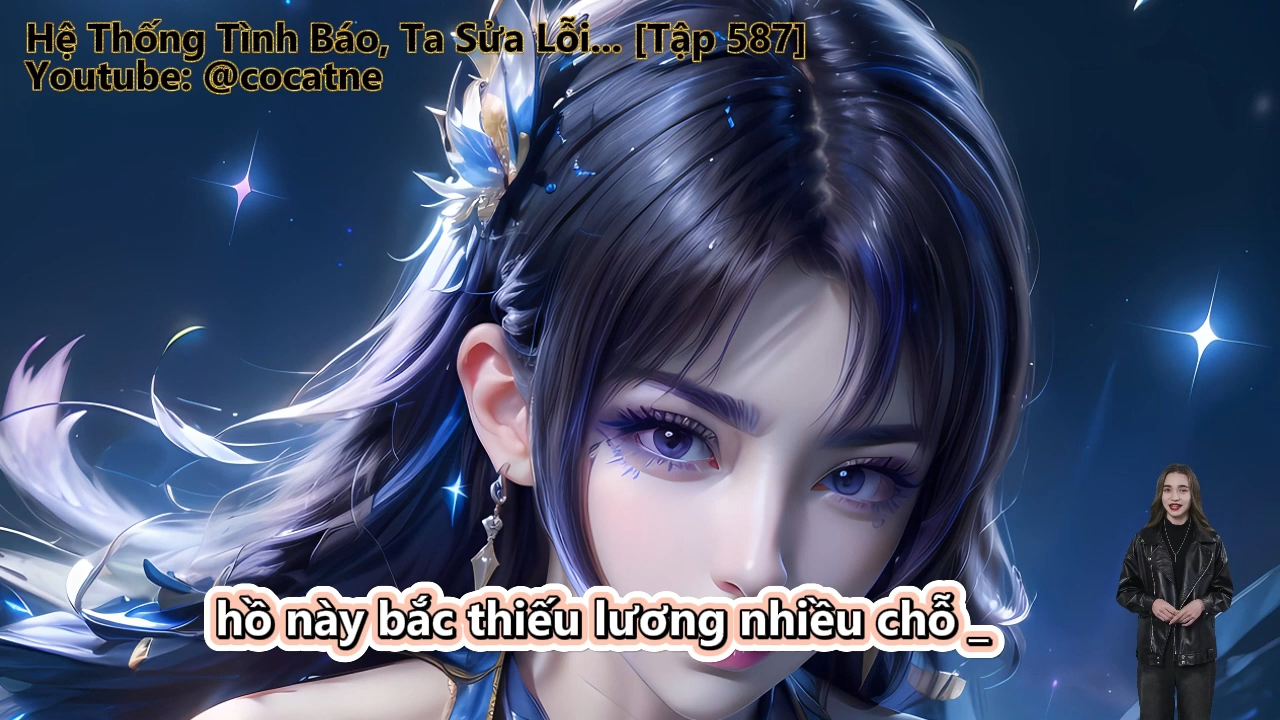 Hệ Thống Tình Báo, Ta Sửa Lỗi... [Tập 587]
Youtube: @cocatne
hồ này bắc thiếu lương nhiều chỗ _